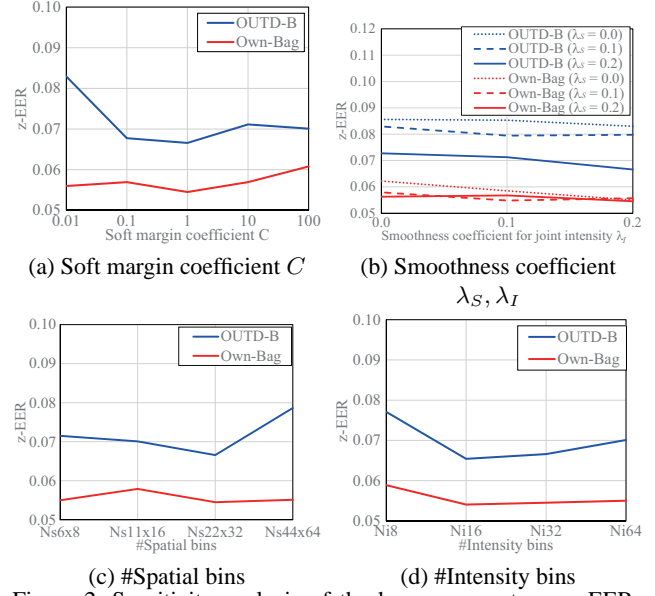 0.10
0.09
0.08
0.07
0.06
0.05
z-EER
OUTD-B
Own-Bag
0.01 0.1 1 10 100
Soft margin coefficient C
(a) Soft margin coefficient C
0.12
0.11
0.10
0.09
0.08
0.07
0.06
0.05
z-EER
OUTD-B (λS = 0.0)
OUTD-B (λS = 0.1)
OUTD-B (λS = 0.2)
Own-Bag (λS = 0.0)
Own-Bag (λS = 0.1)
Own-Bag (λS = 0.2)
0.0 0.1 0.2
Smoothness coefficient for joint intensity λI
(b) Smoothness coefficient
λS, λI
0.10
0.09
0.08
0.07
0.06
0.05
z-EER
OUTD-B
Own-Bag
Ns6x8 Ns11x16 Ns22x32 Ns44x64
#Spatial bins
(c) #Spatial bins
0.10
0.09
0.08
0.07
0.06
0.05
z-EER
OUTD-B
Own-Bag
Ni8 Ni16 Ni32 Ni64
#Intensity bins
(d) #Intensity bins